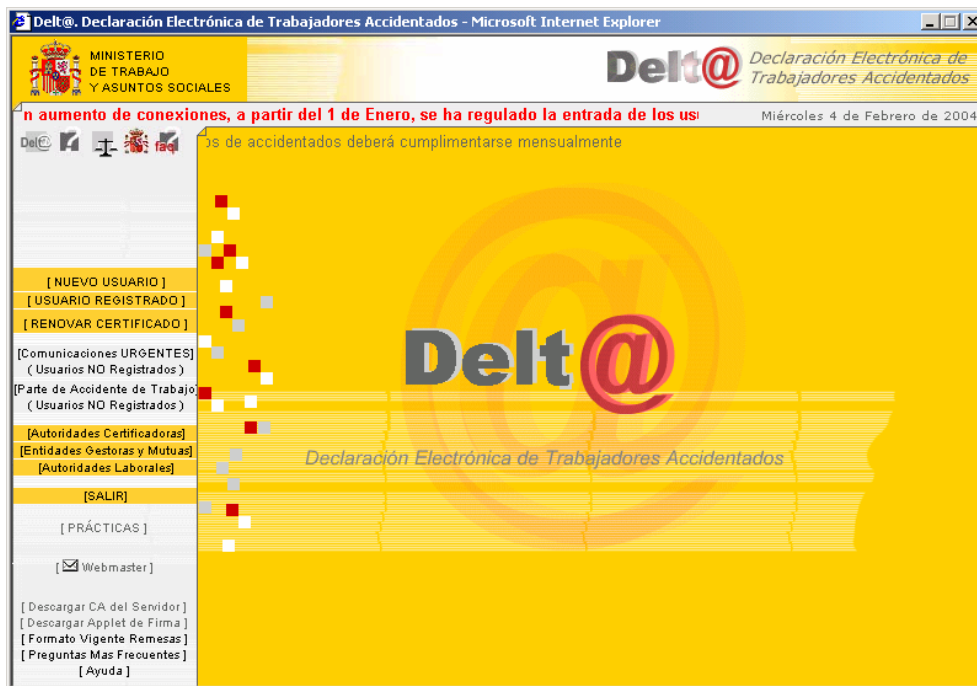 Delt@. Declaración Electrónica de Trabajadores Accidentados - Microsoft Internet Explorer
MINISTERIO
DE TRABAJO
Y ASUNTOS SOCIALES
Delt@
Declaración Electrónica de
Trabajadores Accidentados
n aumento de conexiones, a partir del 1 de Enero, se ha regulado la entrada de los us
Miércoles 4 de Febrero de 2004
Delt@
faq
os de accidentados deberá cumplimentarse mensualmente
[ NUEVO USUARIO ]
[ USUARIO REGISTRADO ]
[ RENOVAR CERTIFICADO ]
[Comunicaciones URGENTES]
( Usuarios NO Registrados )
[Parte de Accidente de Trabajo]
( Usuarios NO Registrados )
[Autoridades Certificadoras]
[Entidades Gestoras y Mutuas]
[Autoridades Laborales]
[SALIR]
[ PRÁCTICAS ]
[ Webmaster ]
[ Descargar CA del Servidor ]
[ Descargar Applet de Firma ]
[ Formato Vigente Remesas ]
[ Preguntas Mas Frecuentes ]
[ Ayuda ]
Delt@
Declaración Electrónica de Trabajadores Accidentados